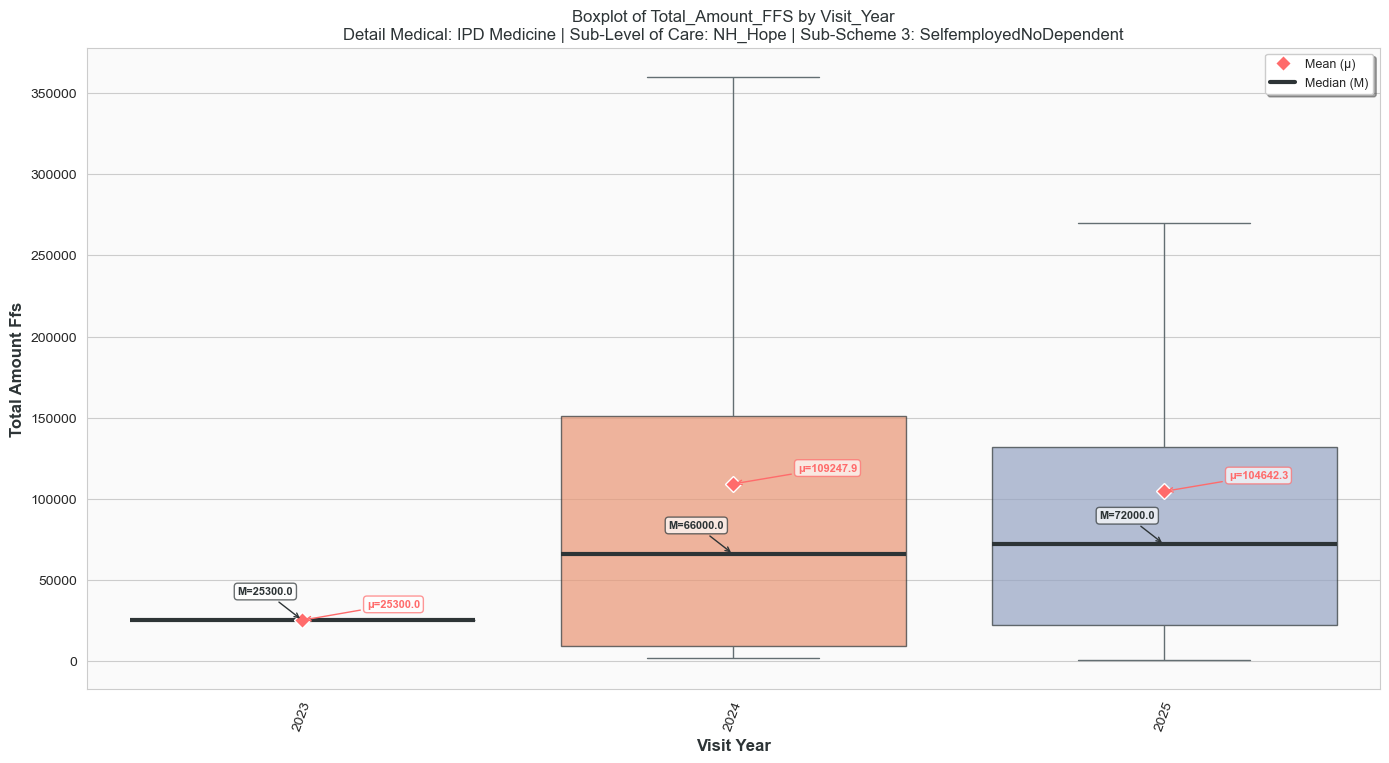 Boxplot of Total_Amount_FFS by Visit_Year
Detail Medical: IPD Medicine | Sub-Level of Care: NH_Hope | Sub-Scheme 3: SelfemployedNoDependent
Mean (μ)
Median (M)
Total Amount Ffs
350000
300000
250000
200000
150000
100000
50000
0
M=25300.0
μ=25300.0
M=66000.0
μ=109247.9
M=72000.0
μ=104642.3
2023
2024
2025
Visit Year